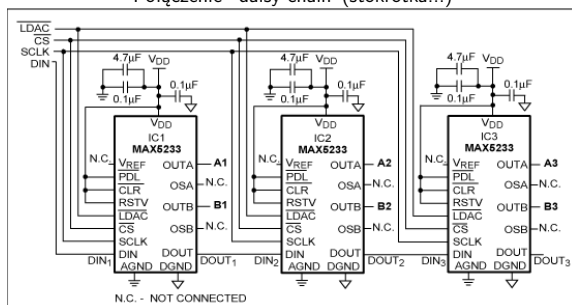 Połączenie "daisy-chain" (stokrotka...)
LDAC
CS
SCLK
DIN
4.7µF VDD 0.1µF 0.1µF
4.7µF VDD 0.1µF 0.1µF
4.7µF VDD 0.1µF 0.1µF
VDD
IC1
MAX5233
N.C. VREF OUTA A1
PDL OSA N.C.
CLR
RSTV OUTB B1
LDAC
CS OSB N.C.
SCLK
DIN1 DIN DOUT DOUT1
AGND DGND
VDD
IC2
MAX5233
N.C. VREF OUTA A2
PDL OSA N.C.
CLR
RSTV OUTB B2
LDAC
CS OSB N.C.
SCLK
DIN2 DIN DOUT DOUT2
AGND DGND
VDD
IC3
MAX5233
N.C. VREF OUTA A3
PDL OSA N.C.
CLR
RSTV OUTB B3
LDAC
CS OSB N.C.
SCLK
DIN3 DIN DOUT DOUT3
AGND DGND
N.C. - NOT CONNECTED